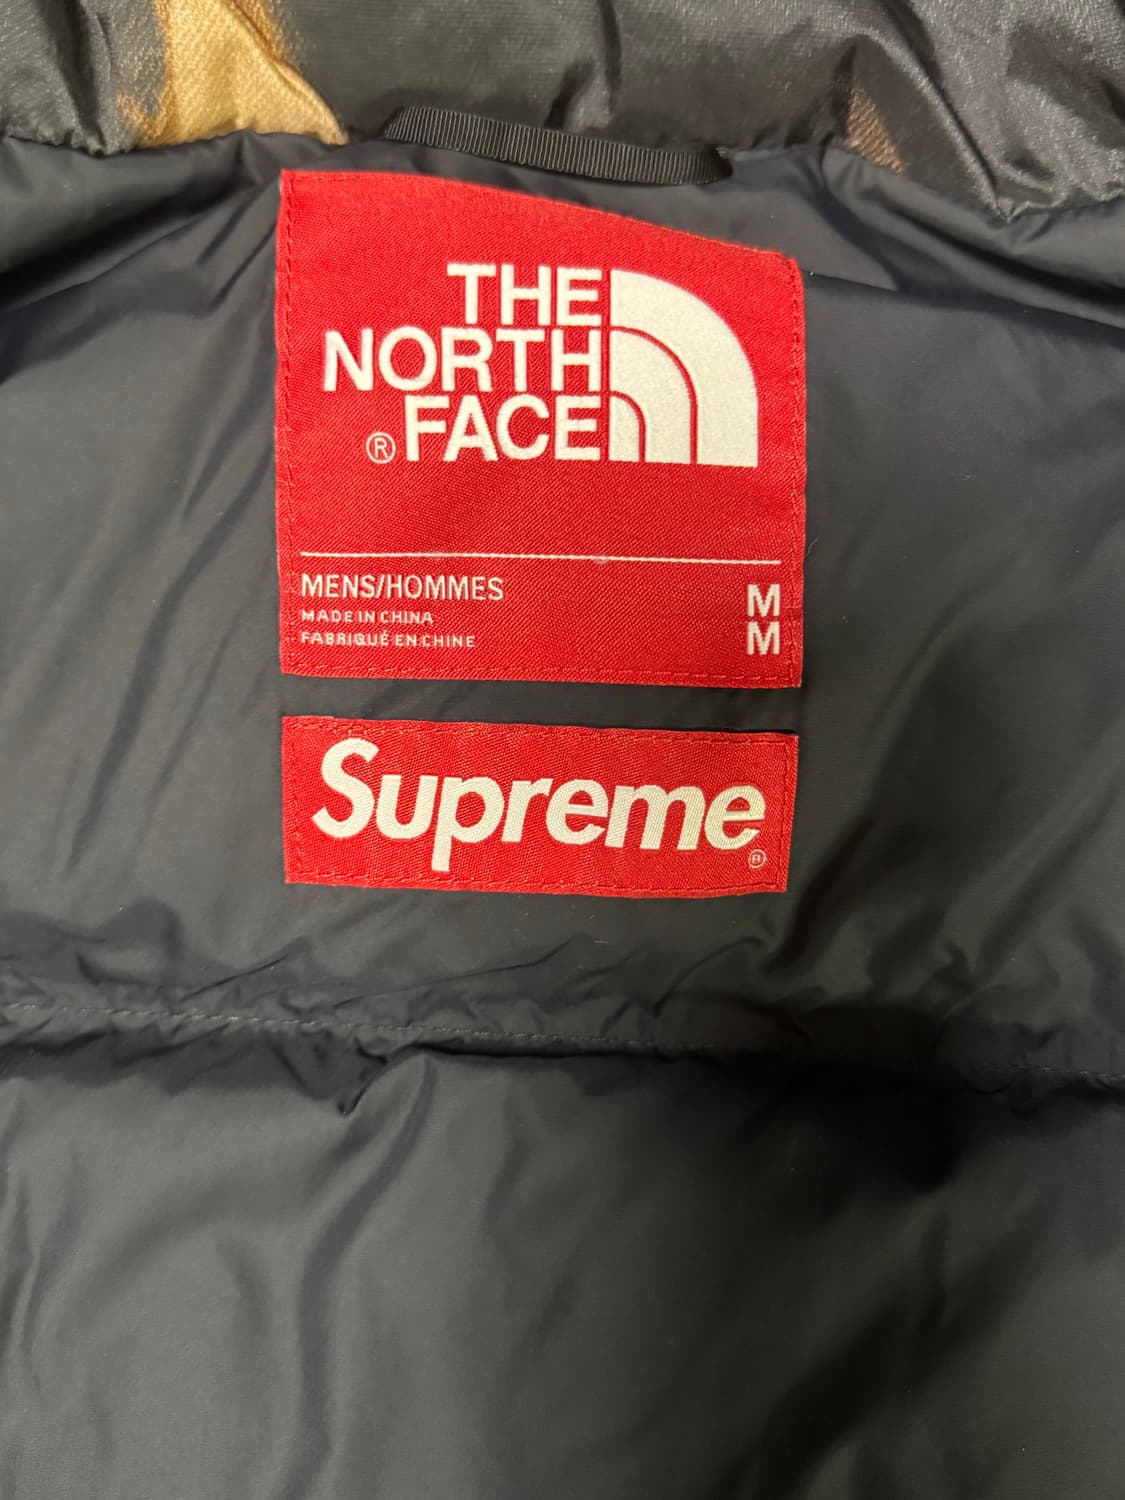 THE
NORTH
® FACE
MENS/HOMMES
MADE IN CHINA
FABRIQUÉ EN CHINE
M
M
Supreme
®